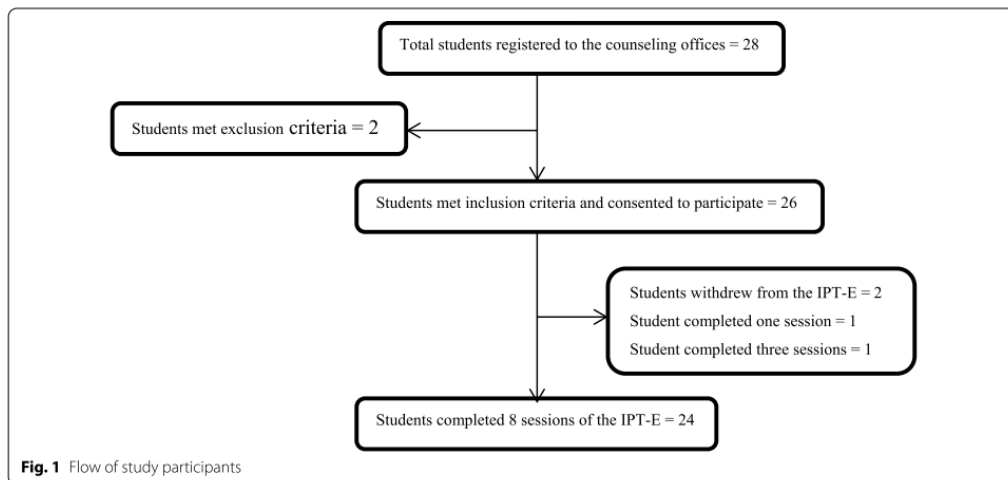 Total students registered to the counseling offices = 28
Students met exclusion criteria = 2
Students met inclusion criteria and consented to participate = 26
Students withdrew from the IPT-E = 2
Student completed one session = 1
Student completed three sessions = 1
Students completed 8 sessions of the IPT-E = 24
Fig. 1 Flow of study participants